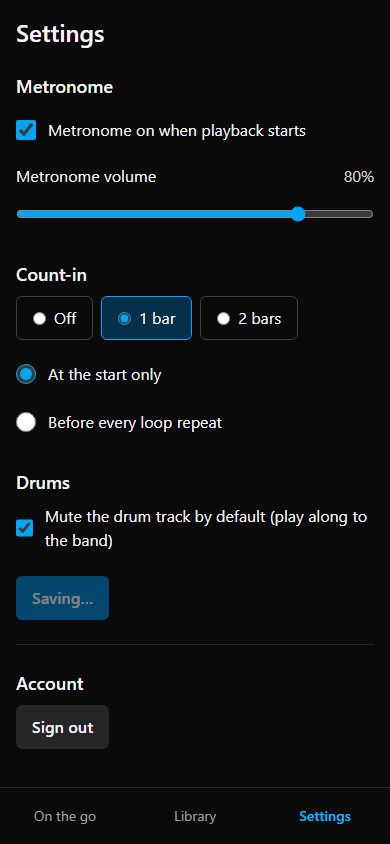 Settings
Metronome
Metronome on when playback starts
Metronome volume 80%
Count-in
Off 1 bar 2 bars
At the start only
Before every loop repeat
Drums
Mute the drum track by default (play along to
the band)
Saving...
Account
Sign out
On the go Library Settings